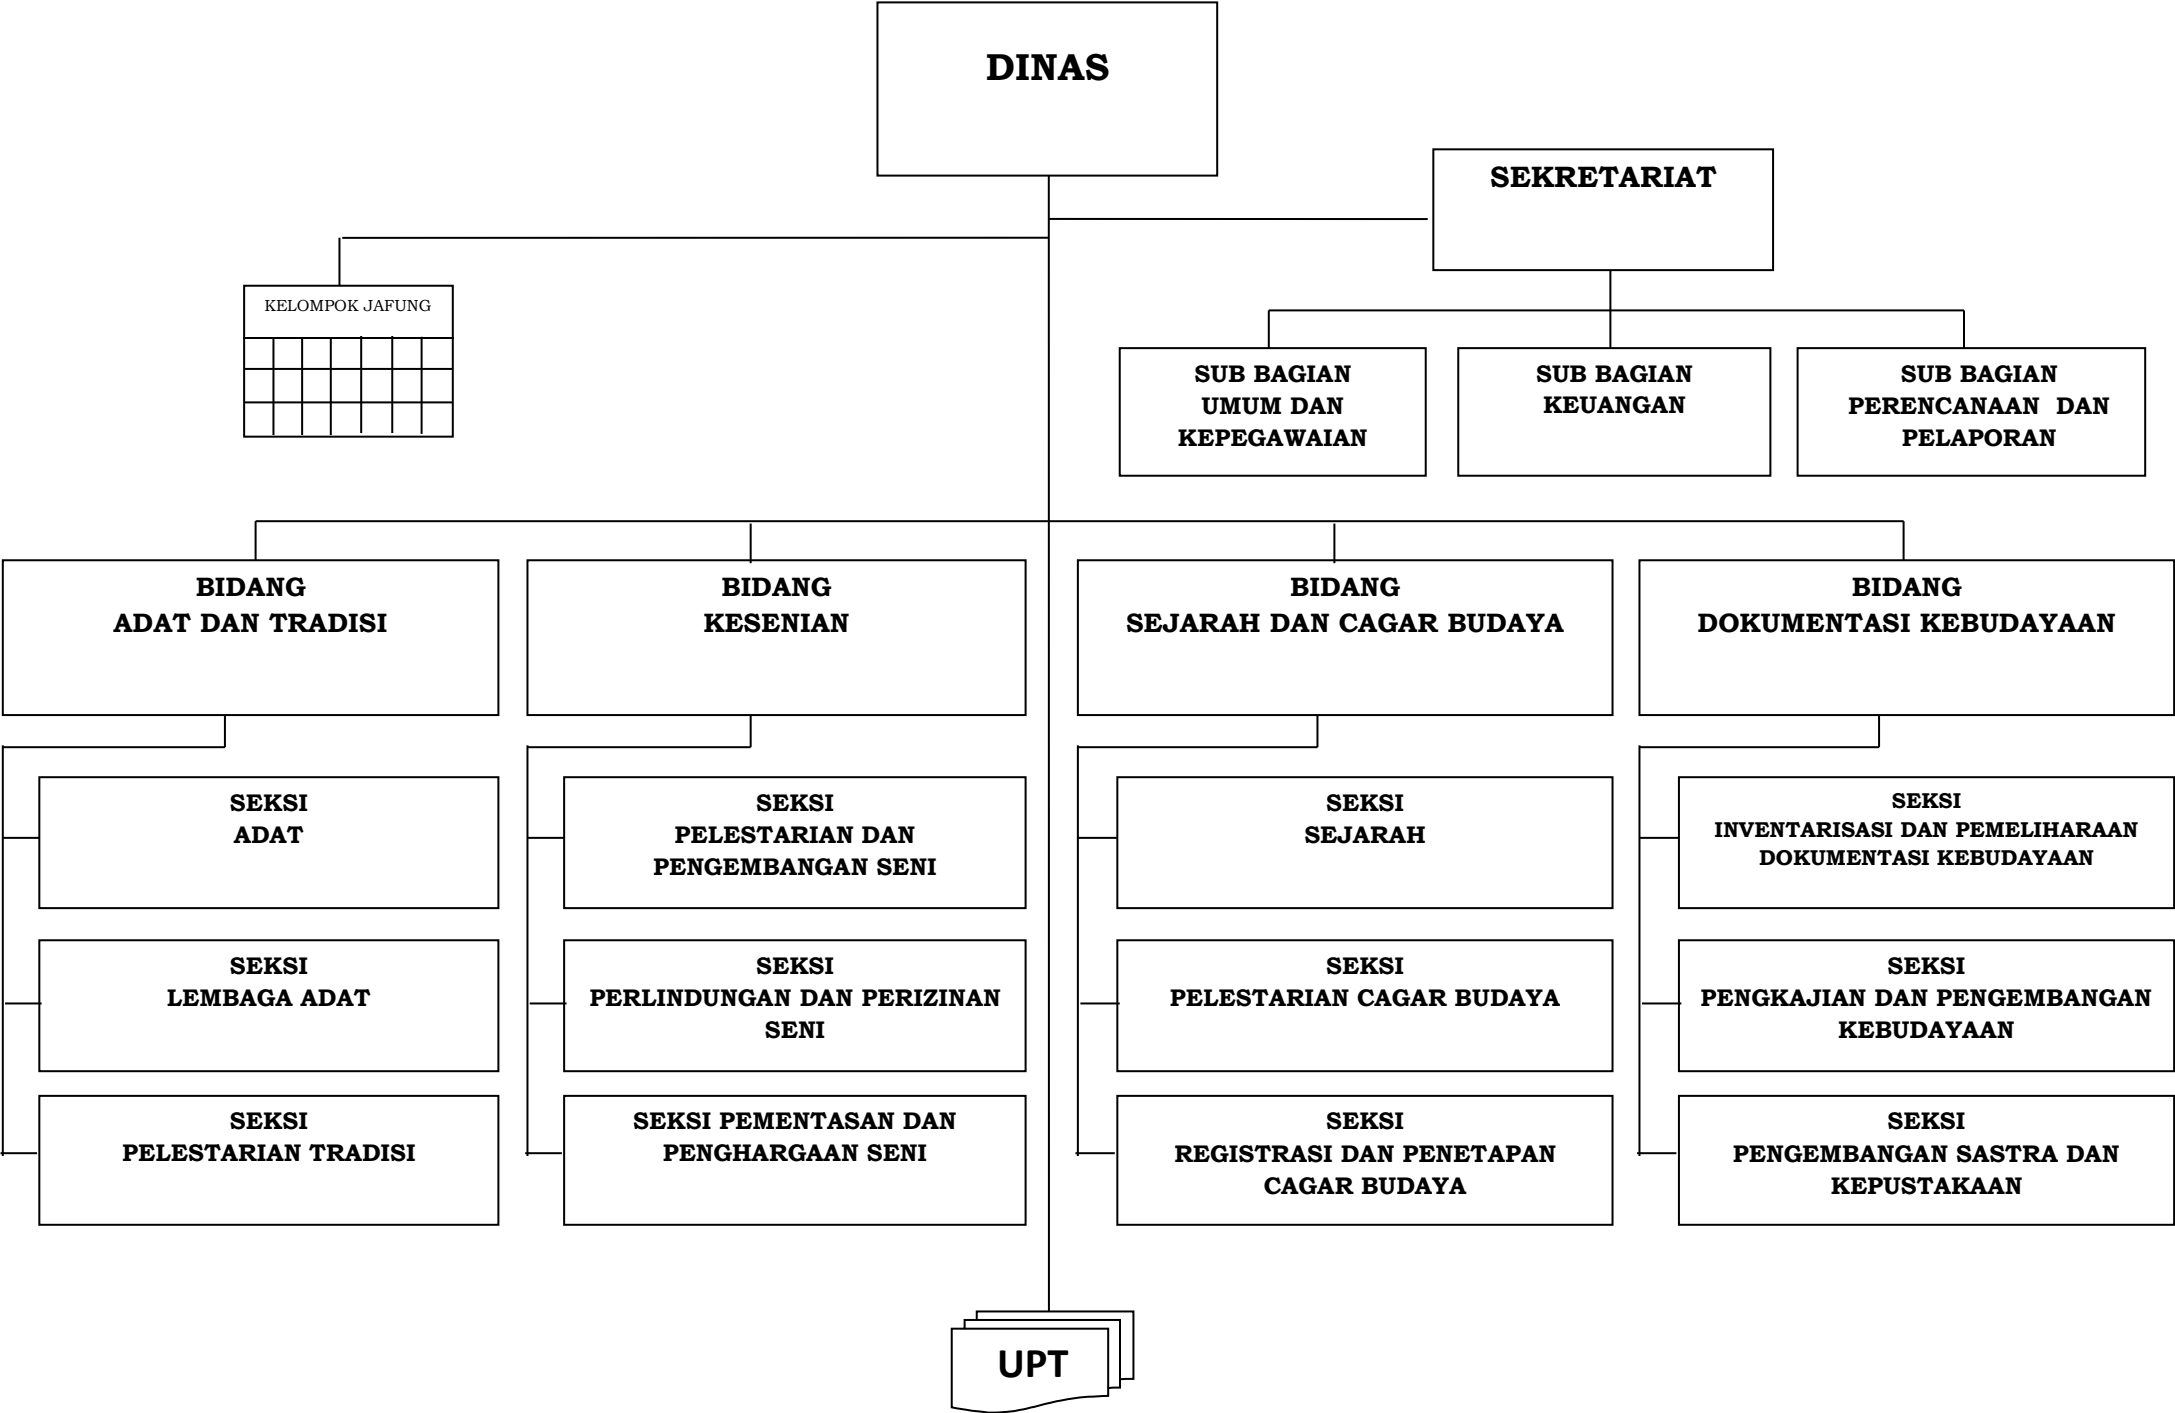 DINAS
SEKRETARIAT
KELOMPOK JAFUNG
SUB BAGIAN
UMUM DAN
KEPEGAWAIAN
SUB BAGIAN
KEUANGAN
SUB BAGIAN
PERENCANAAN DAN
PELAPORAN
BIDANG
ADAT DAN TRADISI
BIDANG
KESENIAN
BIDANG
SEJARAH DAN CAGAR BUDAYA
BIDANG
DOKUMENTASI KEBUDAYAAN
SEKSI
ADAT
SEKSI
PELESTARIAN DAN
PENGEMBANGAN SENI
SEKSI
SEJARAH
SEKSI
INVENTARISASI DAN PEMELIHARAAN
DOKUMENTASI KEBUDAYAAN
SEKSI
LEMBAGA ADAT
SEKSI
PERLINDUNGAN DAN PERIZINAN
SENI
SEKSI
PELESTARIAN CAGAR BUDAYA
SEKSI
PENGKAJIAN DAN PENGEMBANGAN
KEBUDAYAAN
SEKSI
PELESTARIAN TRADISI
SEKSI PEMENTASAN DAN
PENGHARGAAN SENI
SEKSI
REGISTRASI DAN PENETAPAN
CAGAR BUDAYA
SEKSI
PENGEMBANGAN SASTRA DAN
KEPUSTAKAAN
UPT